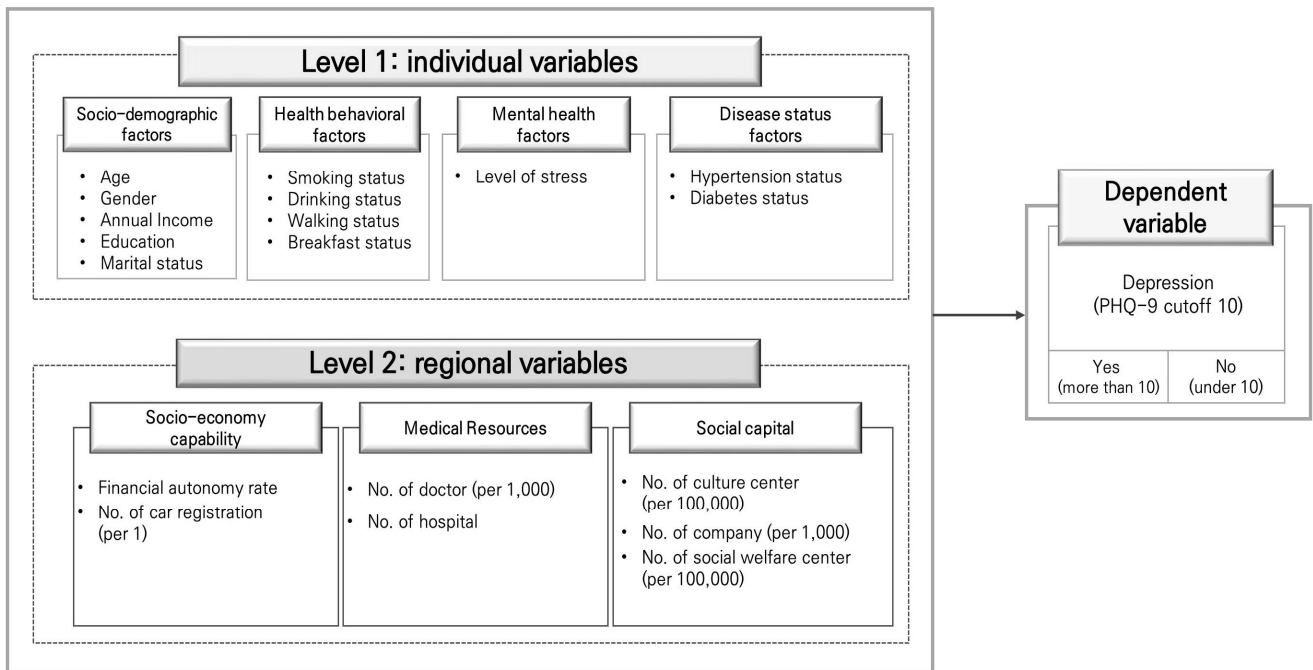 Level 1: individual variables
Socio-demographic
factors
• Age
• Gender
• Annual Income
• Education
• Marital status
Health behavioral
factors
• Smoking status
• Drinking status
• Walking status
• Breakfast status
Mental health
factors
• Level of stress
Disease status
factors
• Hypertension status
• Diabetes status
Level 2: regional variables
Socio-economy
capability
• Financial autonomy rate
• No. of car registration
(per 1)
Medical Resources
• No. of doctor (per 1,000)
• No. of hospital
Social capital
• No. of culture center
(per 100,000)
• No. of company (per 1,000)
• No. of social welfare center
(per 100,000)
Dependent
variable
Depression
(PHQ-9 cutoff 10)
Yes
(more than 10)
No
(under 10)